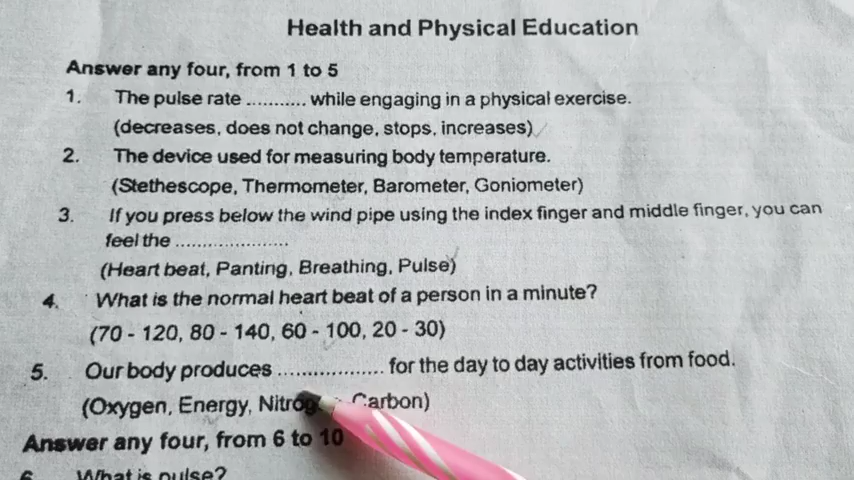 Health and Physical Education
Answer any four, from 1 to 5
1. The pulse rate ........... while engaging in a physical exercise.
(decreases, does not change, stops, increases)
2. The device used for measuring body temperature.
(Stethescope, Thermometer, Barometer, Goniometer)
3. If you press below the wind pipe using the index finger and middle finger, you can
feel the .....................
(Heart beat, Panting, Breathing, Pulse)
4. What is the normal heart beat of a person in a minute?
(70 - 120, 80 - 140, 60 - 100, 20 - 30)
5. Our body produces .................. for the day to day activities from food.
(Oxygen, Energy, Carbon)
Answer any four, from 6 to 10
6. What is pulse?